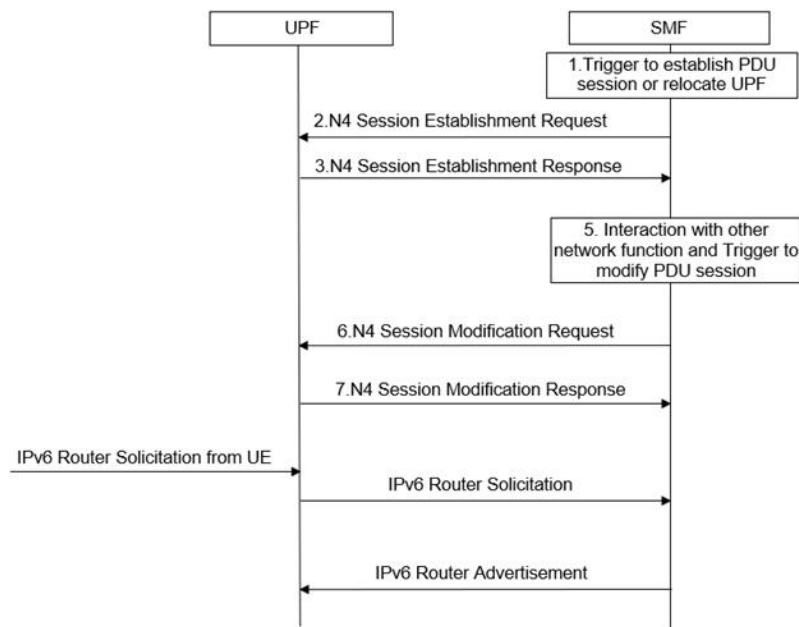 UPF
SMF
1.Trigger to establish PDU
session or relocate UPF
2.N4 Session Establishment Request
3.N4 Session Establishment Response
5. Interaction with other
network function and Trigger to
modify PDU session
6.N4 Session Modification Request
7.N4 Session Modification Response
IPv6 Router Solicitation from UE
IPv6 Router Solicitation
IPv6 Router Advertisement